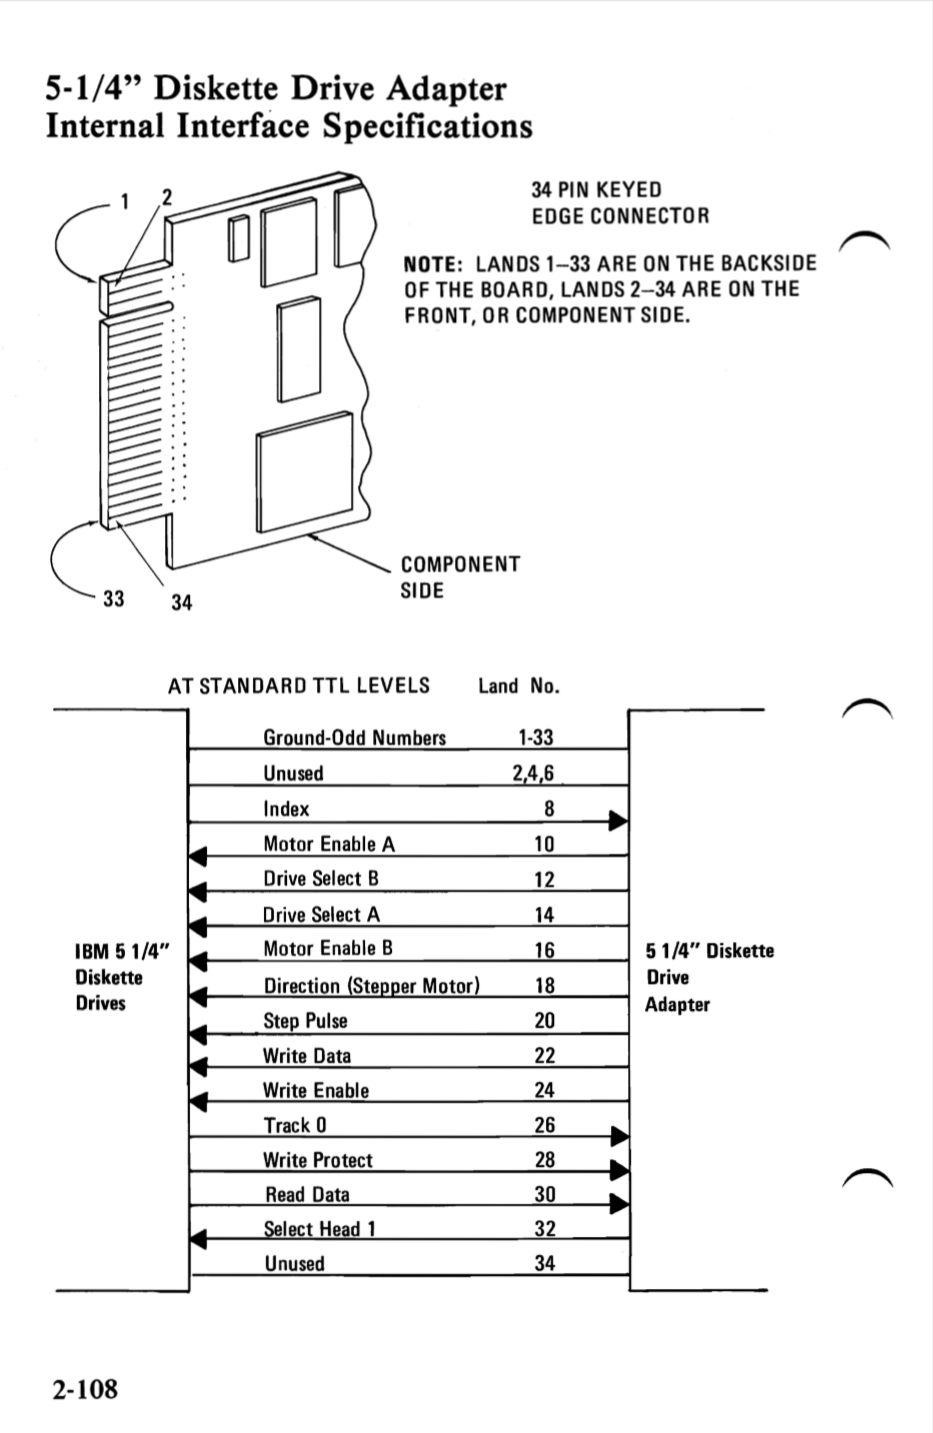 5-1/4” Diskette Drive Adapter
Internal Interface Specifications
1 2
34 PIN KEYED
EDGE CONNECTOR
NOTE: LANDS 1–33 ARE ON THE BACKSIDE
OF THE BOARD, LANDS 2–34 ARE ON THE
FRONT, OR COMPONENT SIDE.
COMPONENT
SIDE
33 34
AT STANDARD TTL LEVELS Land No.
Ground-Odd Numbers 1-33
Unused 2,4,6
Index 8
Motor Enable A 10
Drive Select B 12
Drive Select A 14
Motor Enable B 16
Direction (Stepper Motor) 18
Step Pulse 20
Write Data 22
Write Enable 24
Track 0 26
Write Protect 28
Read Data 30
Select Head 1 32
Unused 34
IBM 5 1/4”
Diskette
Drives
5 1/4” Diskette
Drive
Adapter
2-108